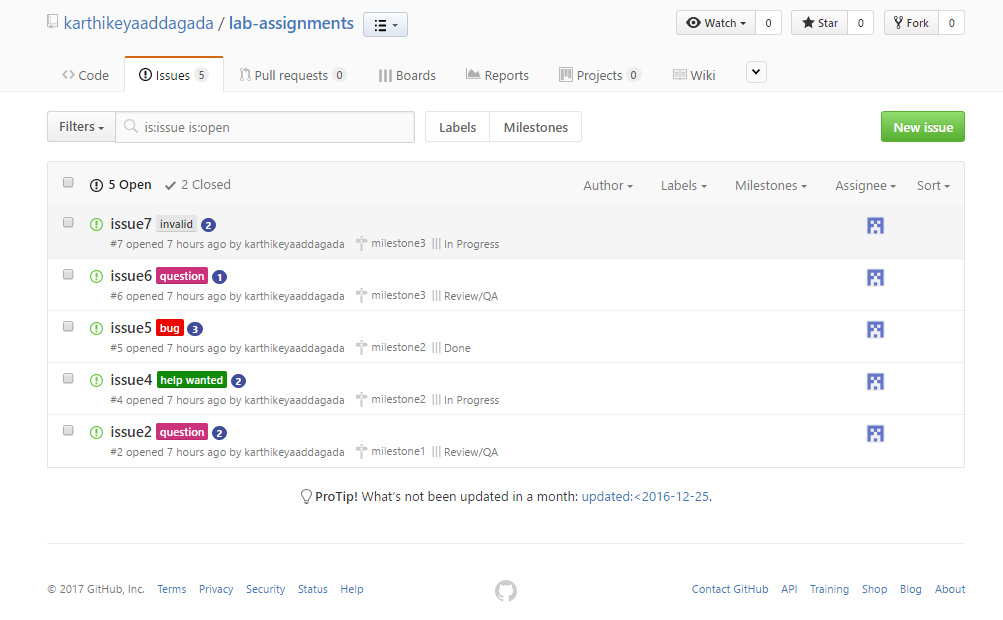 karthikeyaaddagada / lab-assignments
Watch 0 Star 0 Fork 0
Code Issues 5 Pull requests 0 Boards Reports Projects 0 Wiki
Filters is:issue is:open Labels Milestones New issue
5 Open 2 Closed Author Labels Milestones Assignee Sort
issue7 invalid 2
#7 opened 7 hours ago by karthikeyaaddagada milestone3 In Progress
issue6 question 1
#6 opened 7 hours ago by karthikeyaaddagada milestone3 Review/QA
issue5 bug 3
#5 opened 7 hours ago by karthikeyaaddagada milestone2 Done
issue4 help wanted 2
#4 opened 7 hours ago by karthikeyaaddagada milestone2 In Progress
issue2 question 2
#2 opened 7 hours ago by karthikeyaaddagada milestone1 Review/QA
ProTip! What's not been updated in a month: updated:<2016-12-25.
© 2017 GitHub, Inc. Terms Privacy Security Status Help Contact GitHub API Training Shop Blog About